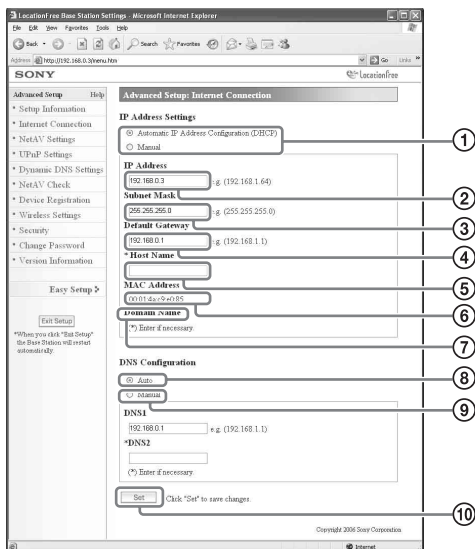 LocationFree Base Station Settings - Microsoft Internet Explorer
File Edit View Favorites Tools Help
Back Search Favorites
Address http://192.168.0.3/menu.htm Go Links
SONY LocationFree
Advanced Setup Help
* Setup Information
* Internet Connection
* NetAV Settings
* UPnP Settings
* Dynamic DNS Settings
* NetAV Check
* Device Registration
* Wireless Settings
* Security
* Change Password
* Version Information
Easy Setup
Exit Setup
*When you click "Exit Setup"
the Base Station will restart
automatically.
Advanced Setup: Internet Connection
IP Address Settings
Automatic IP Address Configuration (DHCP)
Manual
1
IP Address
192.168.0.3 e.g. (192.168.1.64)
2
Subnet Mask
255.255.255.0 e.g. (255.255.255.0)
3
Default Gateway
192.168.0.1 e.g. (192.168.1.1)
4
* Host Name
5
MAC Address
00:01:4a:c9:e0:85
6
Domain Name
7
(*) Enter if necessary.
DNS Configuration
Auto
8
Manual
9
DNS1
192.168.0.1 e.g. (192.168.1.1)
*DNS2
(*) Enter if necessary.
Set Click "Set" to save changes.
10
Copyright 2006 Sony Corporation
Internet